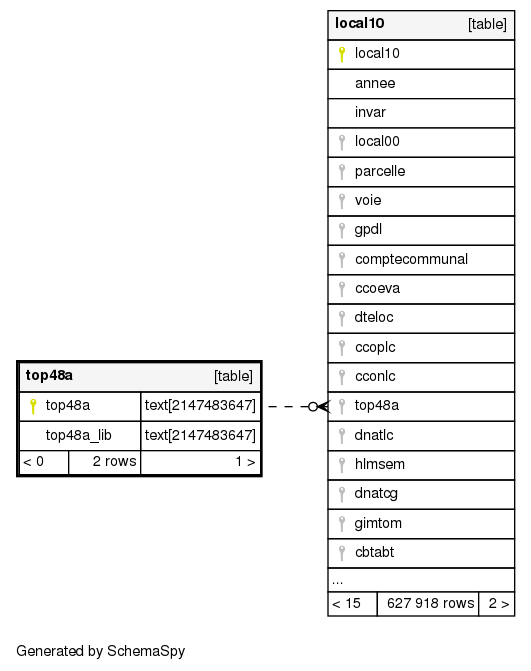 local10 [table]
local10
annee
invar
local00
parcelle
voie
gpdl
comptecommunal
ccoeva
dteloc
ccoplc
cconlc
top48a
dnatlc
hlmsem
dnatcg
gimtom
cbtabt
...
< 15 627 918 rows 2 >
top48a [table]
top48a text[2147483647]
top48a_lib text[2147483647]
< 0 2 rows 1 >
Generated by SchemaSpy